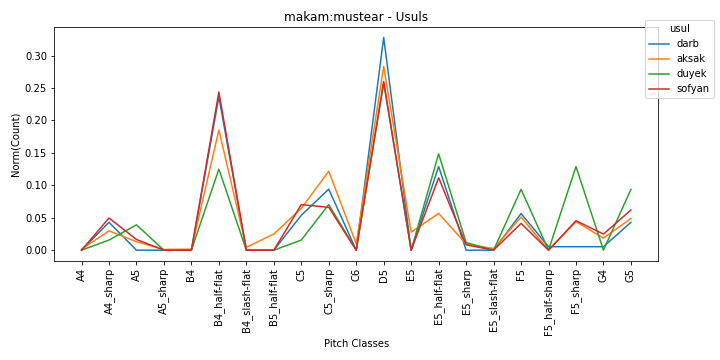 makam:mustear - Usuls
usul
darb
aksak
duyek
sofyan
Norm(Count)
0.30
0.25
0.20
0.15
0.10
0.05
0.00
A4
A4_sharp
A5
A5_sharp
B4
B4_half-flat
B4_slash-flat
B5_half-flat
C5
C5_sharp
C6
D5
E5
E5_half-flat
E5_sharp
E5_slash-flat
F5
F5_half-sharp
F5_sharp
G4
G5
Pitch Classes